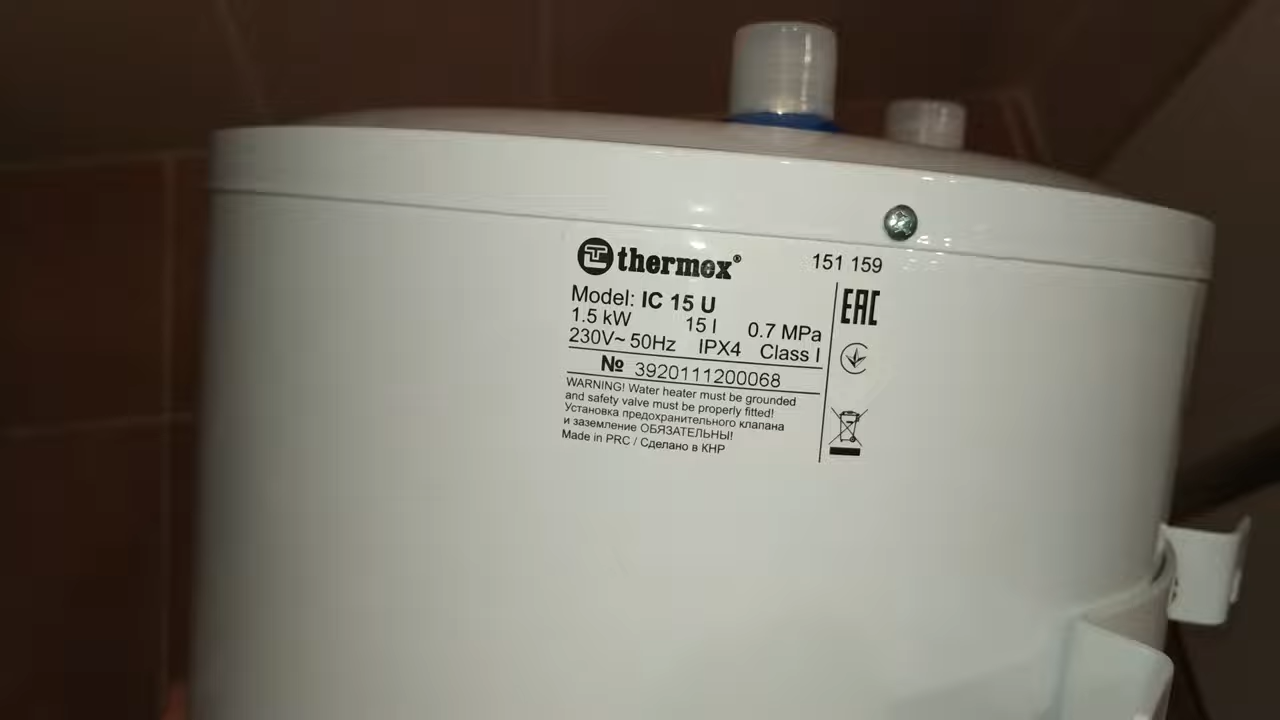 thermex®
151 159
Model: IC 15 U
1.5 kW 15 l 0.7 MPa
230V~ 50Hz IPX4 Class I
№ 3920111200068
WARNING! Water heater must be grounded
and safety valve must be properly fitted!
Установка предохранительного клапана
и заземление ОБЯЗАТЕЛЬНЫ!
Made in PRC / Сделано в КНР
EAC